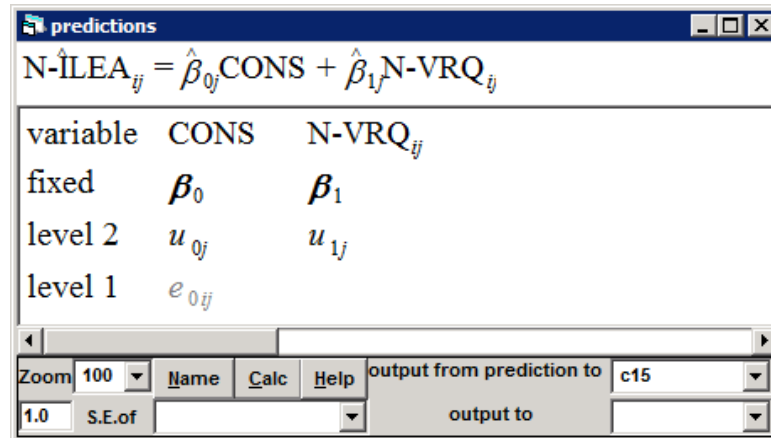 predictions
N-ÎLEA_ij = β̂_0j CONS + β̂_1j N-VRQ_ij
variable CONS N-VRQ_ij
fixed β_0 β_1
level 2 u_0j u_1j
level 1 e_0ij
Zoom 100 Name Calc Help output from prediction to c15
1.0 S.E.of output to